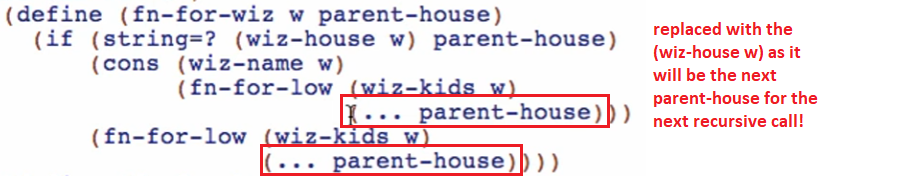 (define (fn-for-wiz w parent-house)
(if (string=? (wiz-house w) parent-house)
(cons (wiz-name w)
(fn-for-low (wiz-kids w)
(... parent-house)))
(fn-for-low (wiz-kids w)
(... parent-house))))
replaced with the
(wiz-house w) as it
will be the next
parent-house for the
next recursive call!